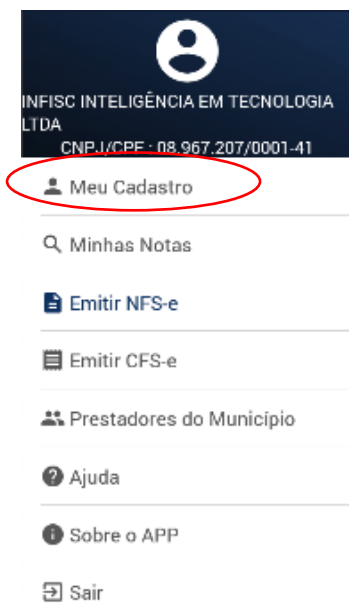 INFISC INTELIGÊNCIA EM TECNOLOGIA
LTDA
CNPJ/CPF : 08.967.207/0001-41
Meu Cadastro
Minhas Notas
Emitir NFS-e
Emitir CFS-e
Prestadores do Município
Ajuda
Sobre o APP
Sair